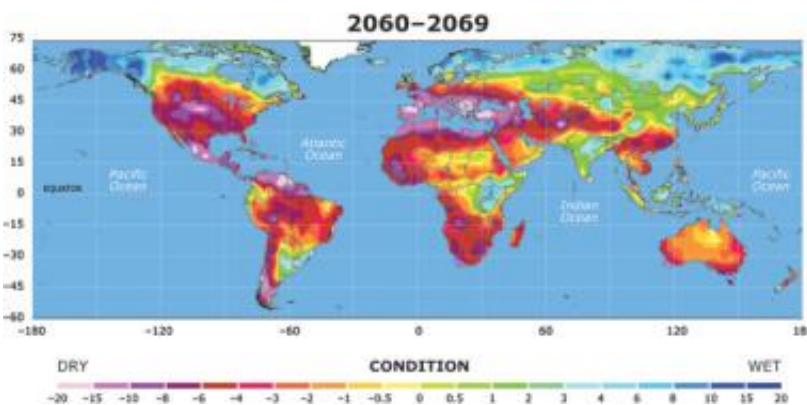 2060–2069
75
60
45
30
15
0
–15
–30
–45
–60
Atlantic
Ocean
Pacific
Ocean
Pacific
Ocean
EQUATOR
Indian
Ocean
–180 –120 –60 0 60 120 18
DRY CONDITION WET
–20 –15 –10 –8 –6 –4 –3 –2 –1 –0.5 0 0.5 1 2 3 4 6 8 10 15 20